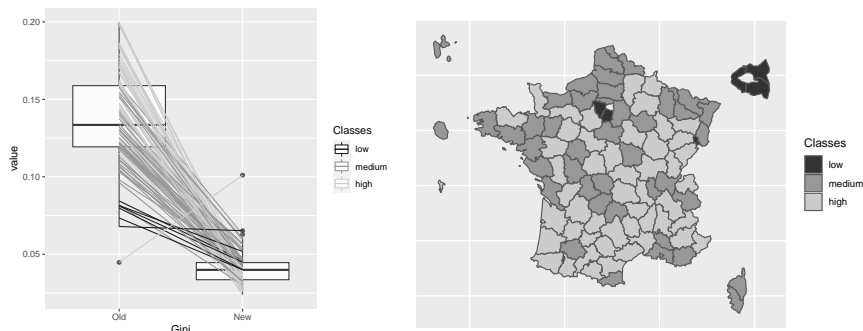 0.20
0.15
0.10
0.05
value
Old
New
Gini
Classes
low
medium
high
Classes
low
medium
high